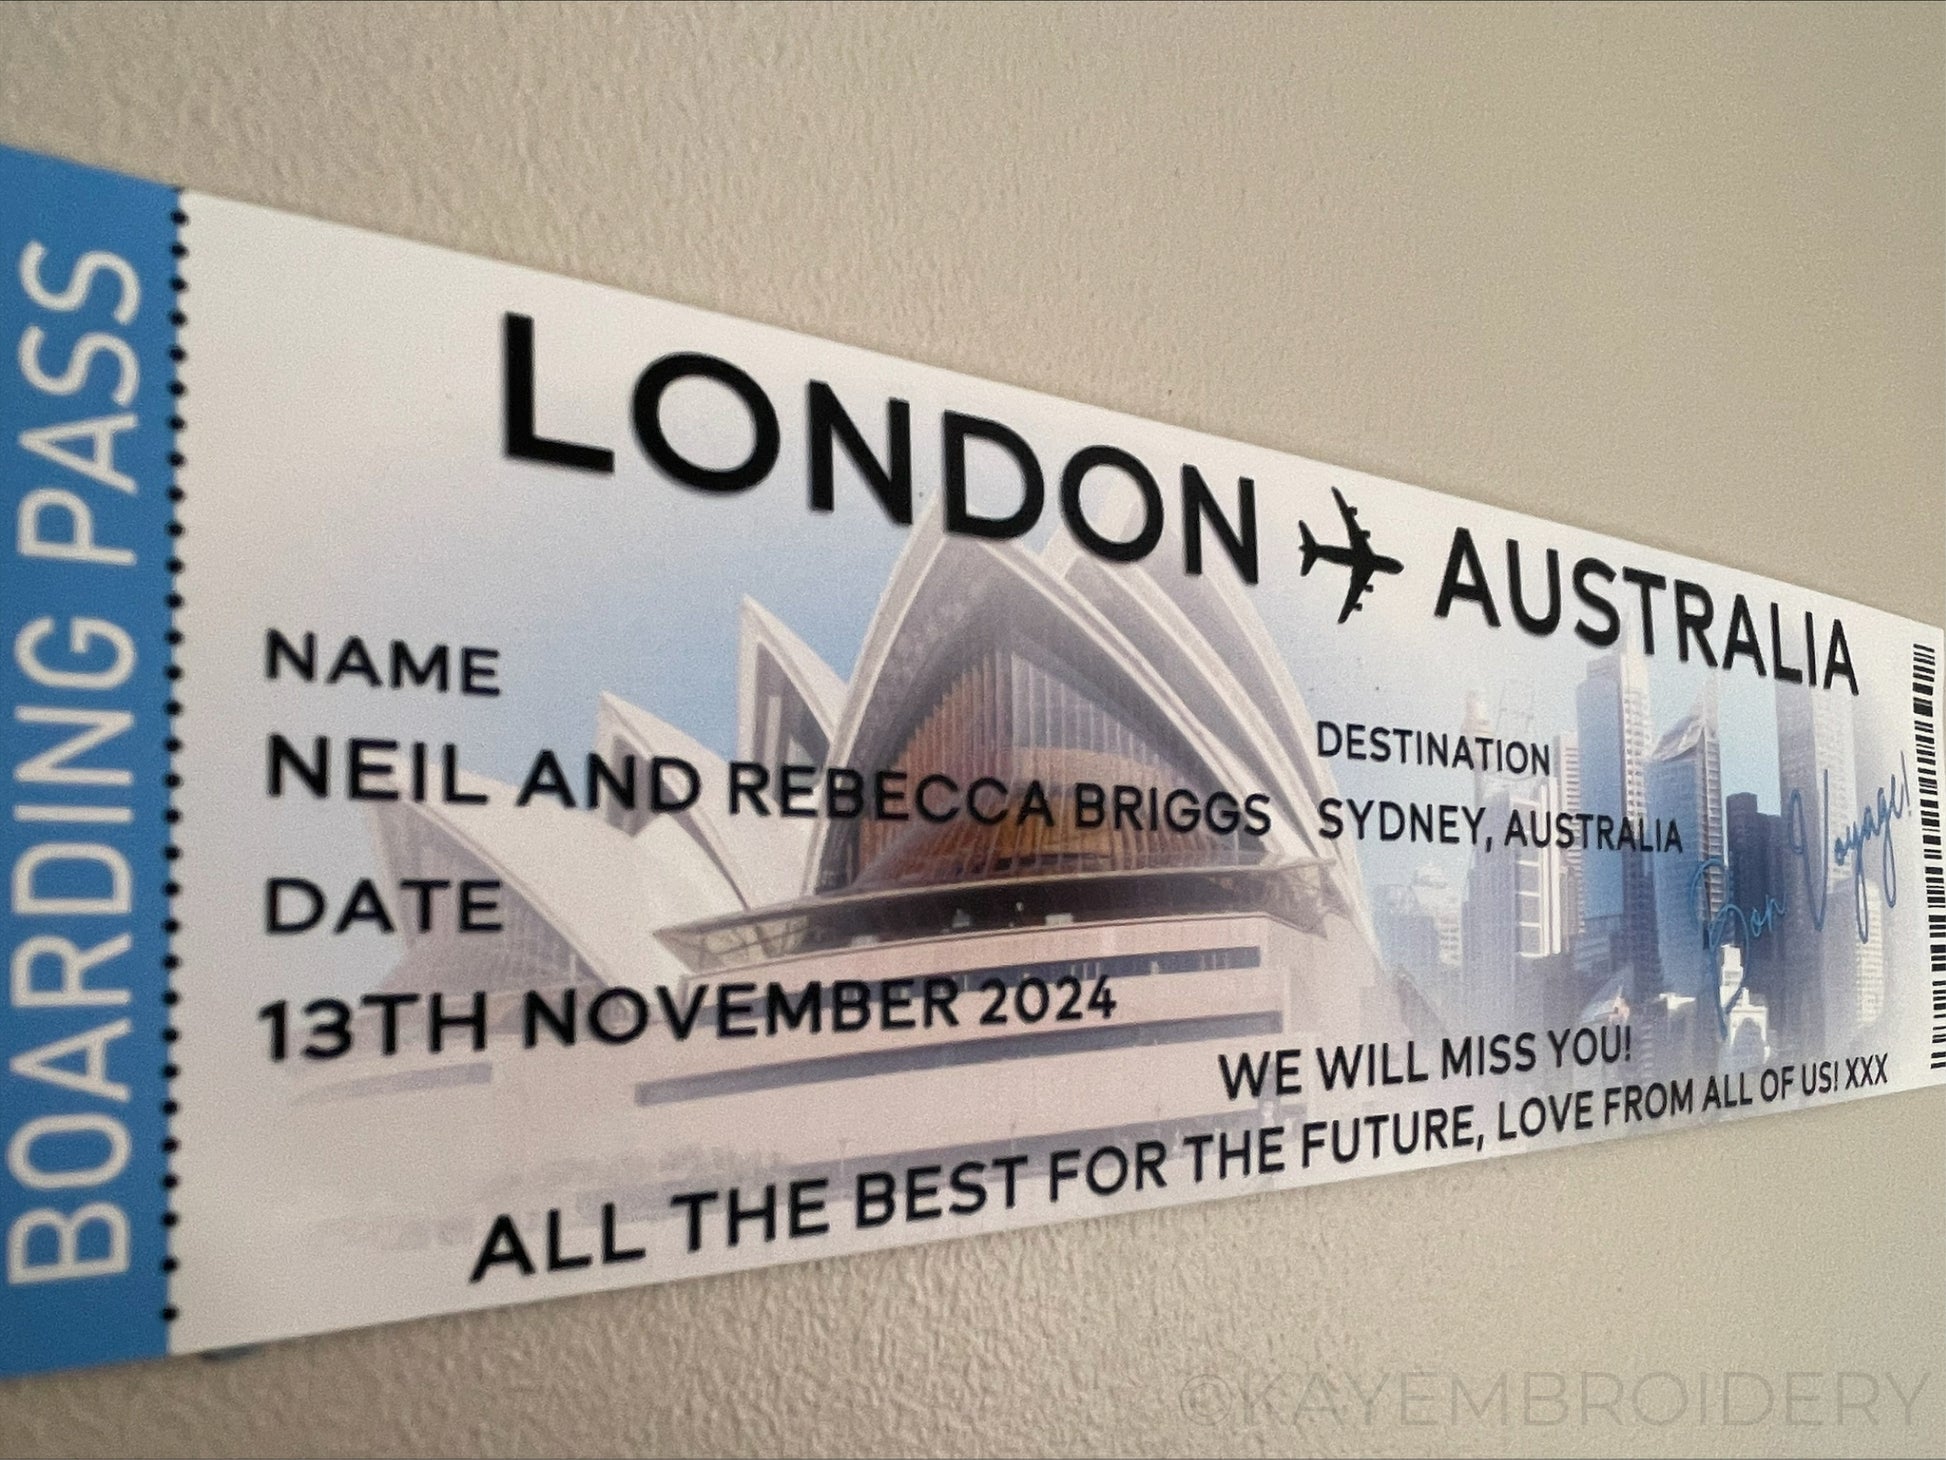 BOARDING PASS
LONDON AUSTRALIA
NAME
NEIL AND REBECCA BRIGGS
DATE
13TH NOVEMBER 2024
DESTINATION
SYDNEY, AUSTRALIA
Bon Voyage!
WE WILL MISS YOU!
ALL THE BEST FOR THE FUTURE, LOVE FROM ALL OF US! XXX
©KAYEMBROIDERY